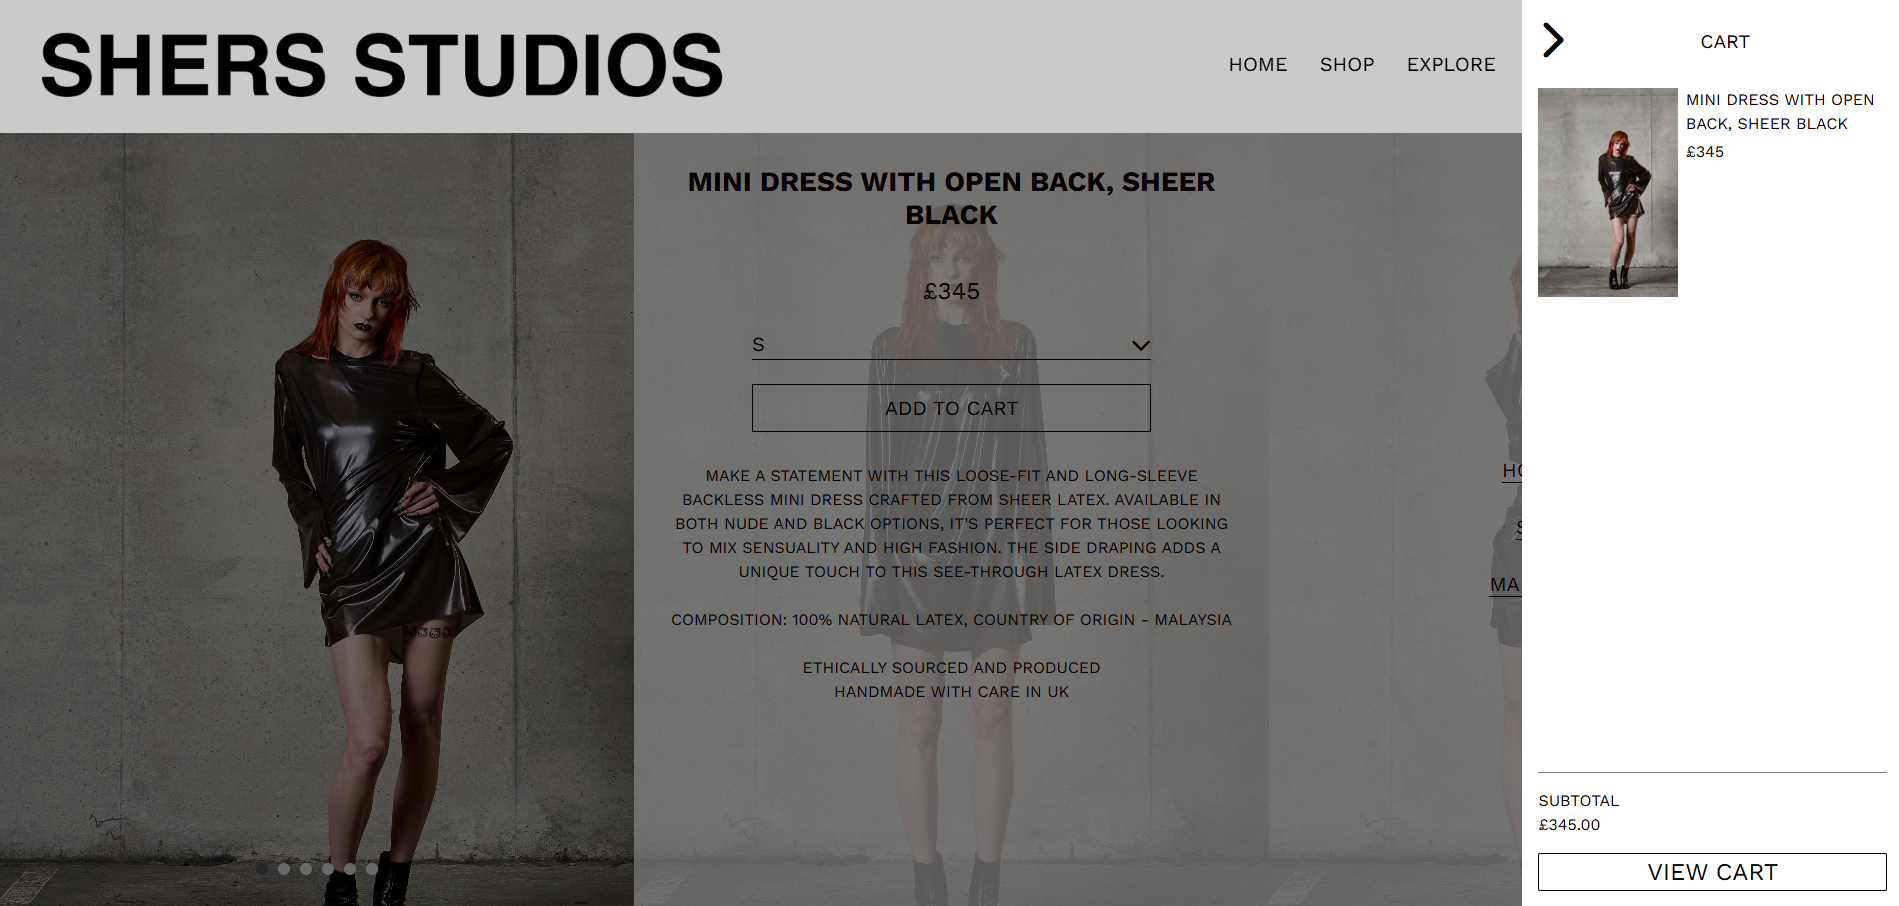 SHERS STUDIOS
HOME
SHOP
EXPLORE
MINI DRESS WITH OPEN BACK, SHEER
BLACK
£345
S
ADD TO CART
MAKE A STATEMENT WITH THIS LOOSE-FIT AND LONG-SLEEVE
BACKLESS MINI DRESS CRAFTED FROM SHEER LATEX. AVAILABLE IN
BOTH NUDE AND BLACK OPTIONS, IT'S PERFECT FOR THOSE LOOKING
TO MIX SENSUALITY AND HIGH FASHION. THE SIDE DRAPING ADDS A
UNIQUE TOUCH TO THIS SEE-THROUGH LATEX DRESS.
COMPOSITION: 100% NATURAL LATEX, COUNTRY OF ORIGIN - MALAYSIA
ETHICALLY SOURCED AND PRODUCED
HANDMADE WITH CARE IN UK
CART
MINI DRESS WITH OPEN
BACK, SHEER BLACK
£345
SUBTOTAL
£345.00
VIEW CART